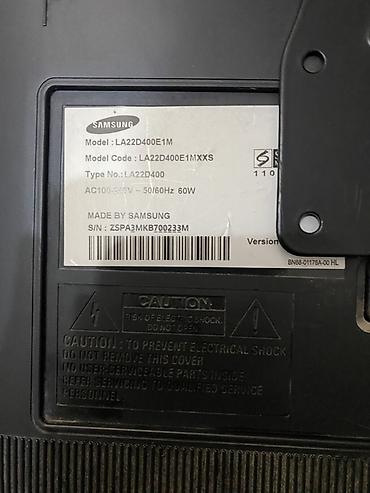 SAMSUNG
Model : LA22D400E1M
Model Code : LA22D400E1MXXS
Type No.: LA22D400
AC100- V ~ 50/60Hz 60W
110
MADE BY SAMSUNG
S/N : ZSPA3MKB700233M
Version
BN68-01176A-00 HL
CAUTION
RISK OF ELECTRIC SHOCK
DO NOT OPEN
CAUTION : TO PREVENT ELECTRICAL SHOCK
DO NOT REMOVE THIS COVER
NO USER-SERVICEABLE PARTS INSIDE
REFER SERVICING TO QUALIFIED SERVICE
PERSONNEL